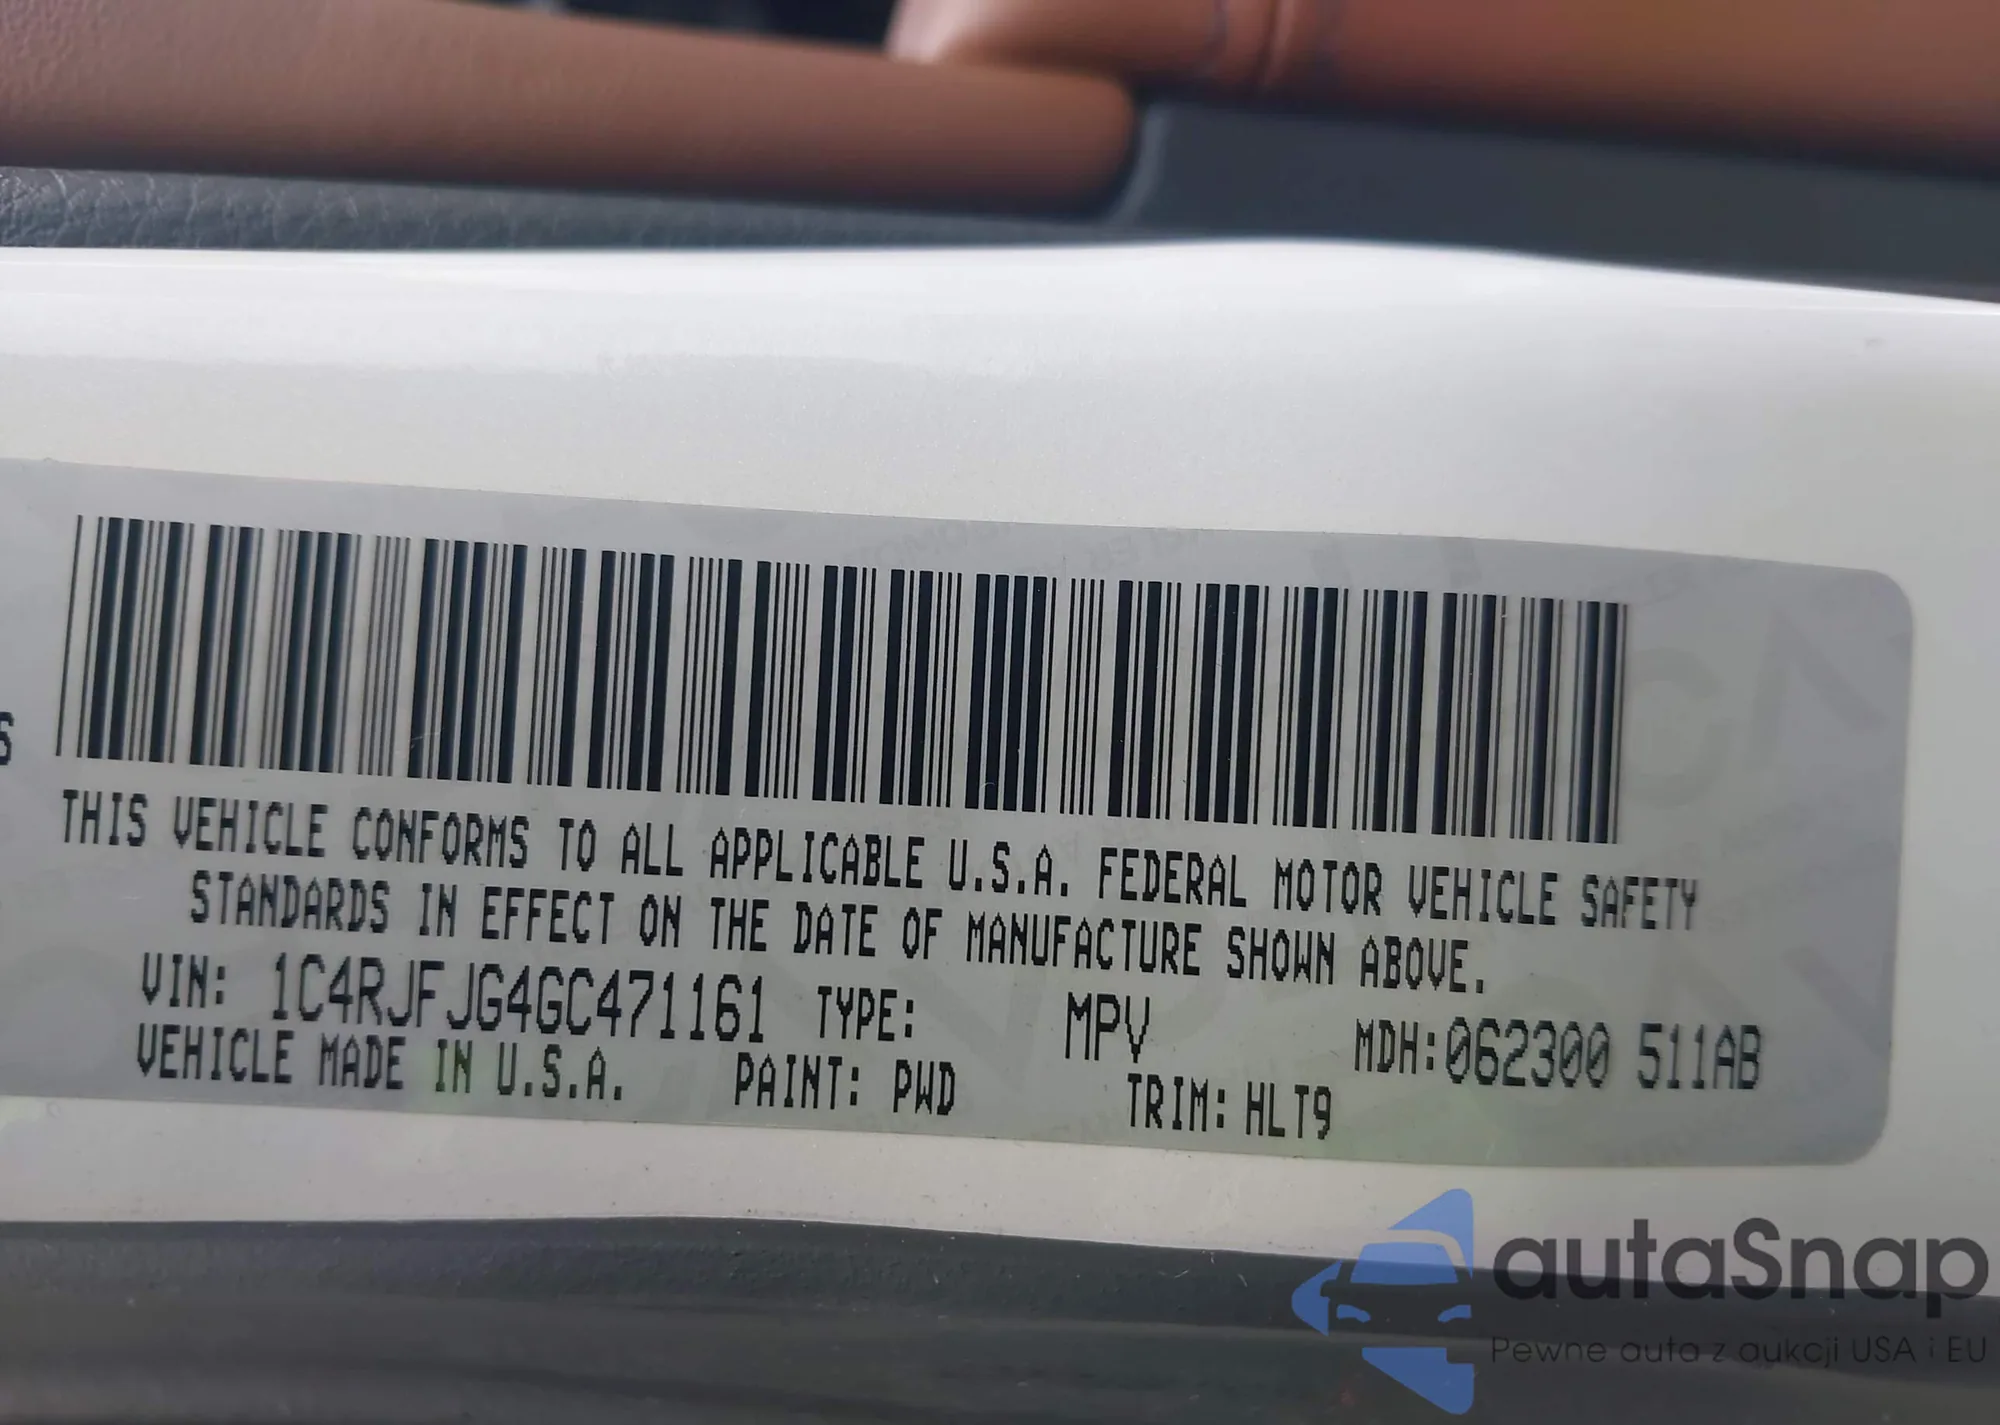 THIS VEHICLE CONFORMS TO ALL APPLICABLE U.S.A. FEDERAL MOTOR VEHICLE SAFETY
STANDARDS IN EFFECT ON THE DATE OF MANUFACTURE SHOWN ABOVE.
VIN: 1C4RJFJG4GC471161 TYPE: MPV MDH:062300 511AB
VEHICLE MADE IN U.S.A. PAINT: PWD TRIM: HLT9
autaSnap
Pewne auta z aukcji USA i EU